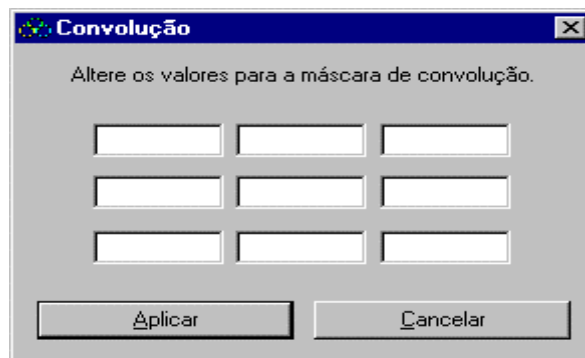 Convolução
Altere os valores para a máscara de convolução.
Aplicar
Cancelar